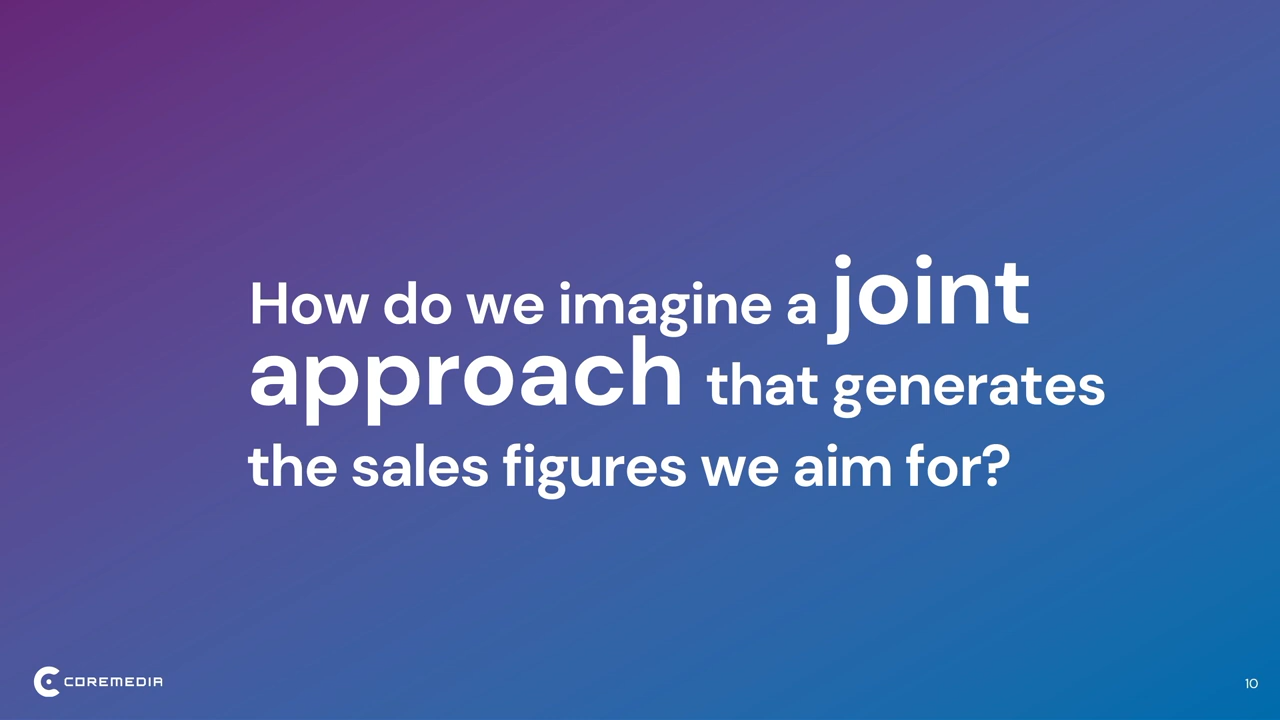 How do we imagine a joint
approach that generates
the sales figures we aim for?
COREMEDIA
10